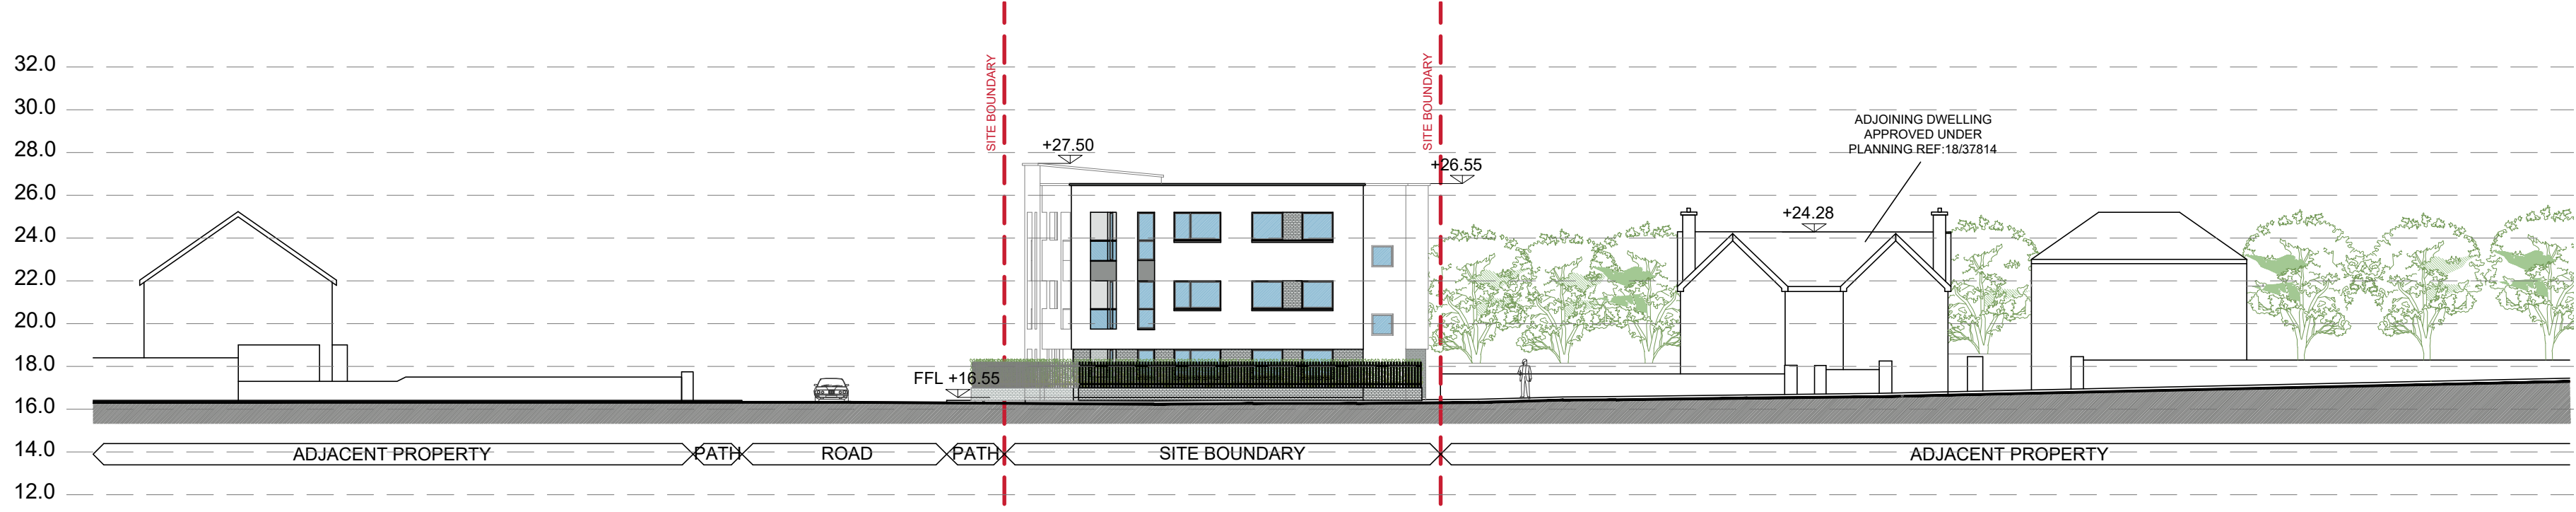 32.0
30.0
28.0
26.0
24.0
22.0
20.0
18.0
16.0
14.0
12.0
SITE BOUNDARY
SITE BOUNDARY
+27.50
+26.55
ADJOINING DWELLING
APPROVED UNDER
PLANNING REF:18/37814
+24.28
FFL +16.55
ADJACENT PROPERTY
PATH
ROAD
PATH
SITE BOUNDARY
ADJACENT PROPERTY